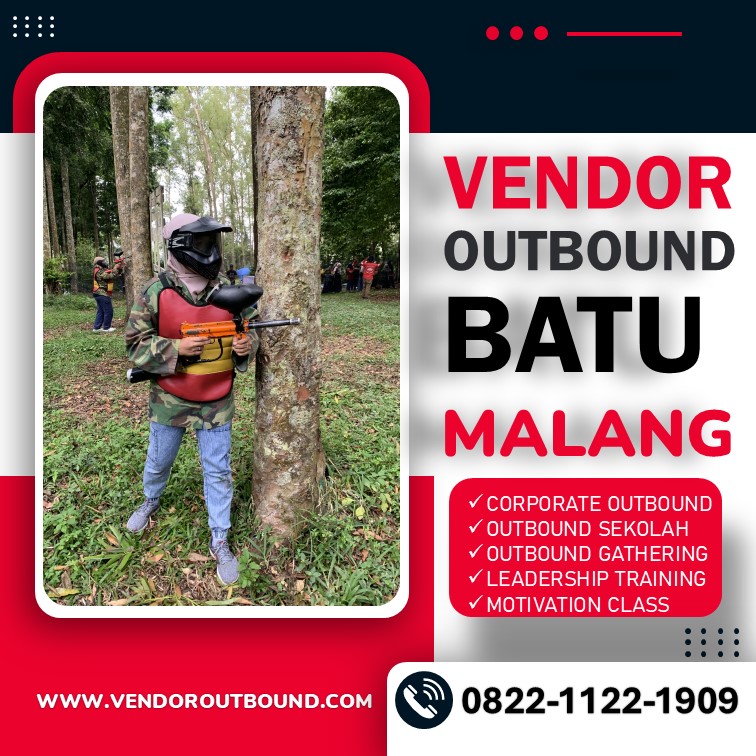 VENDOR
OUTBOUND
BATU
MALANG
✓CORPORATE OUTBOUND
✓OUTBOUND SEKOLAH
✓OUTBOUND GATHERING
✓LEADERSHIP TRAINING
✓MOTIVATION CLASS
WWW.VENDOROUTBOUND.COM
0822-1122-1909